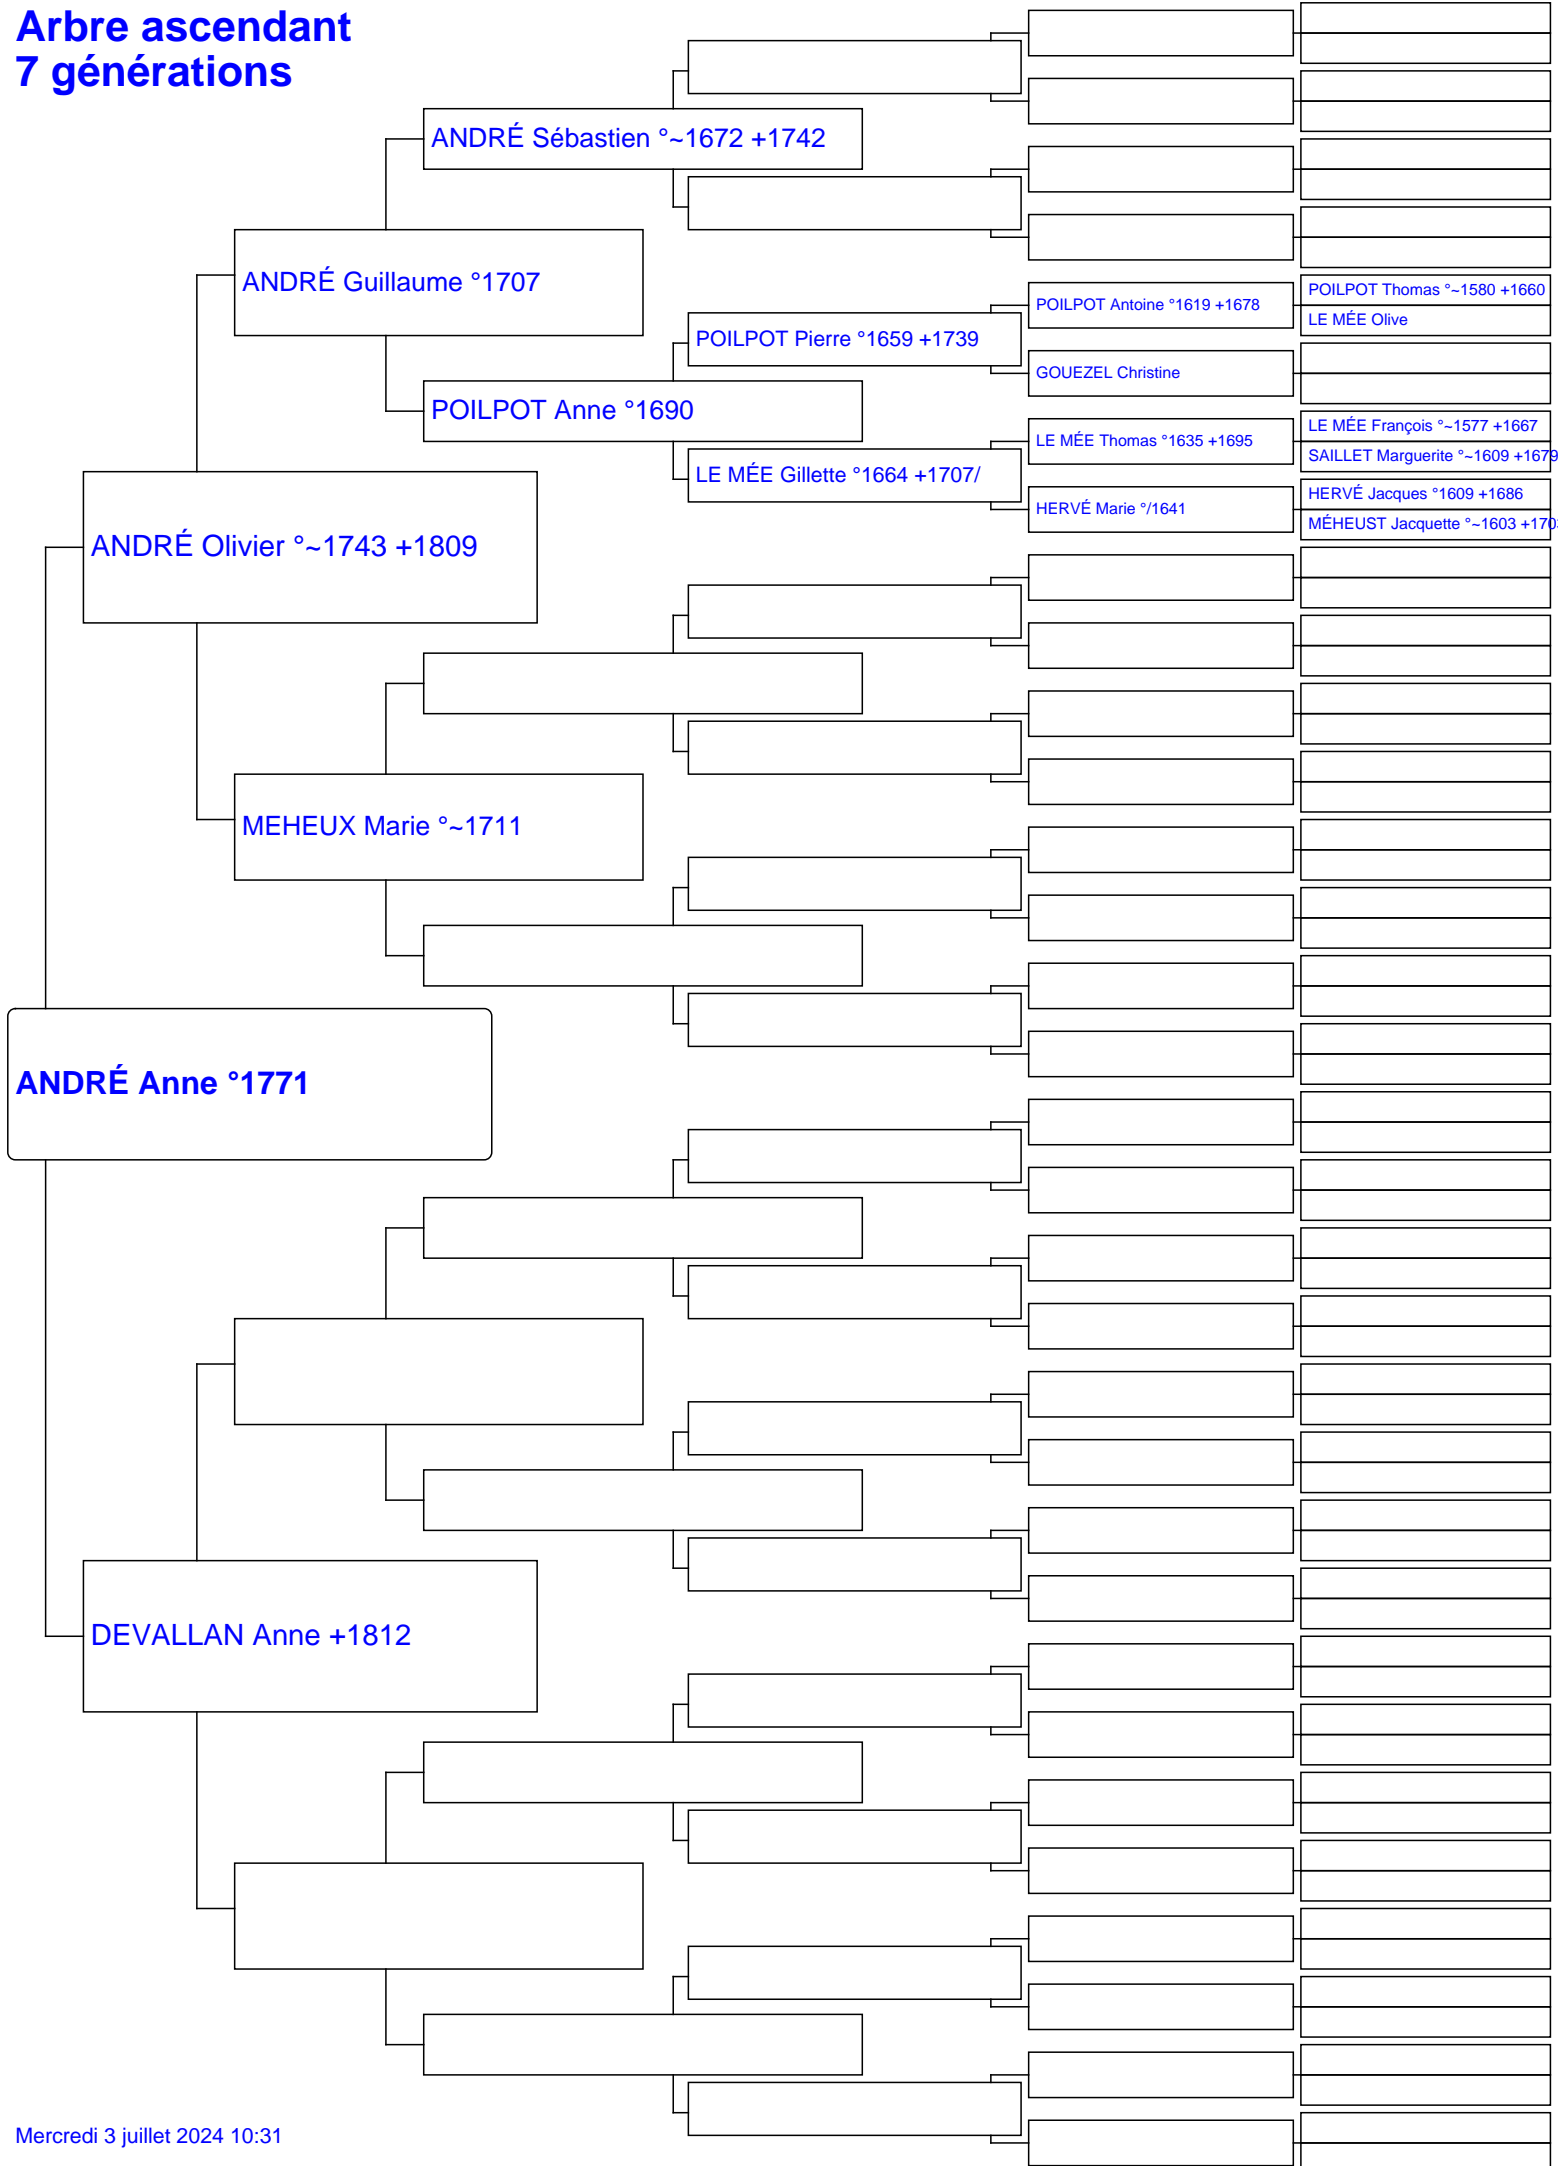 Arbre ascendant
7 générations
ANDRÉ Sébastien °~1672 +1742
ANDRÉ Guillaume °1707
POILPOT Thomas °~1580 +1660
POILPOT Antoine °1619 +1678
LE MÉE Olive
POILPOT Pierre °1659 +1739
GOUEZEL Christine
POILPOT Anne °1690
LE MÉE François °~1577 +1667
LE MÉE Thomas °1635 +1695
SAILLET Marguerite °~1609 +1679
LE MÉE Gillette °1664 +1707/
HERVÉ Jacques °1609 +1686
HERVÉ Marie °/1641
MÉHEUST Jacquette °~1603
ANDRÉ Olivier °~1743 +1809
MEHEUX Marie °~1711
ANDRÉ Anne °1771
DEVALLAN Anne +1812
Mercredi 3 juillet 2024 10:31